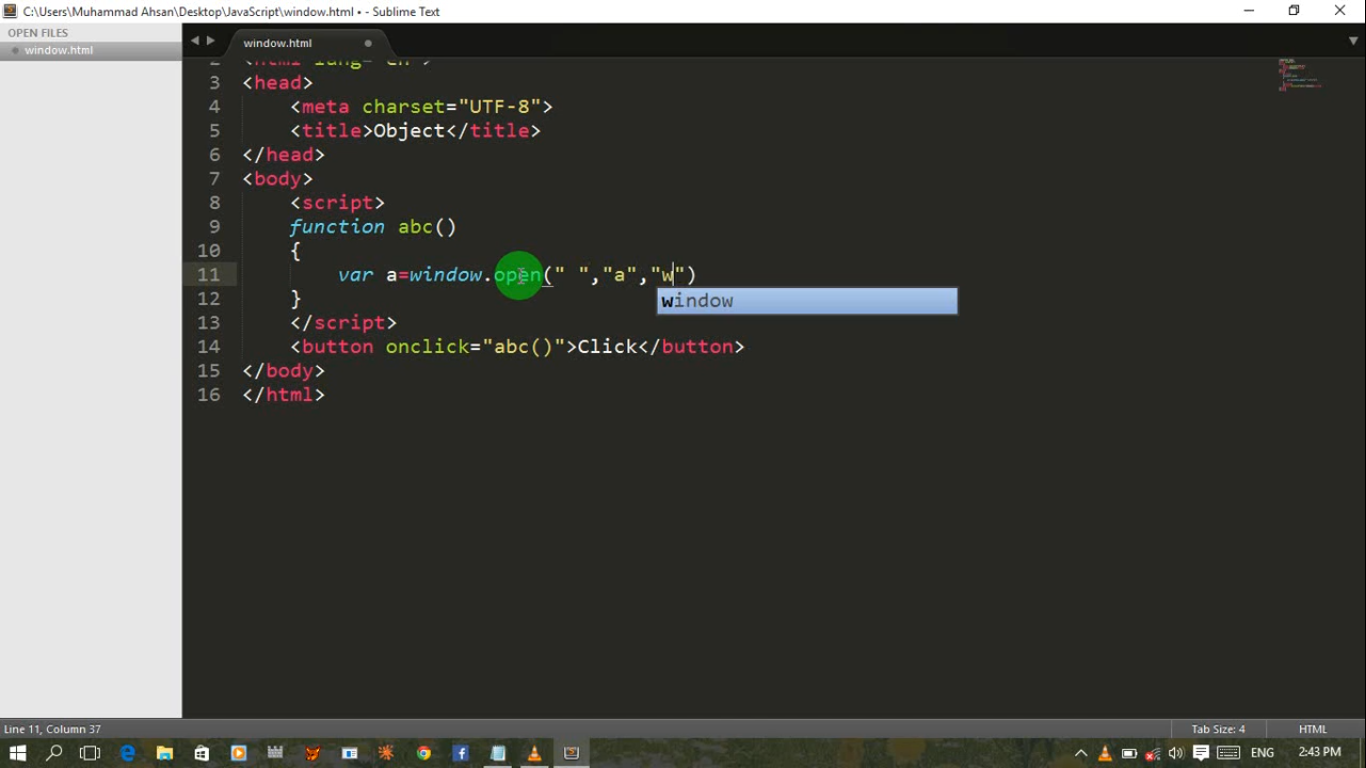 C:\Users\Muhammad Ahsan\Desktop\JavaScript\window.html • - Sublime Text
OPEN FILES
window.html
window.html
3 <head>
4 <meta charset="UTF-8">
5 <title>Object</title>
6 </head>
7 <body>
8 <script>
9 function abc()
10 {
11 var a=window.open(" ","a","w")
window
12 }
13 </script>
14 <button onclick="abc()">Click</button>
15 </body>
16 </html>
Line 11, Column 37
Tab Size: 4
HTML
ENG
2:43 PM